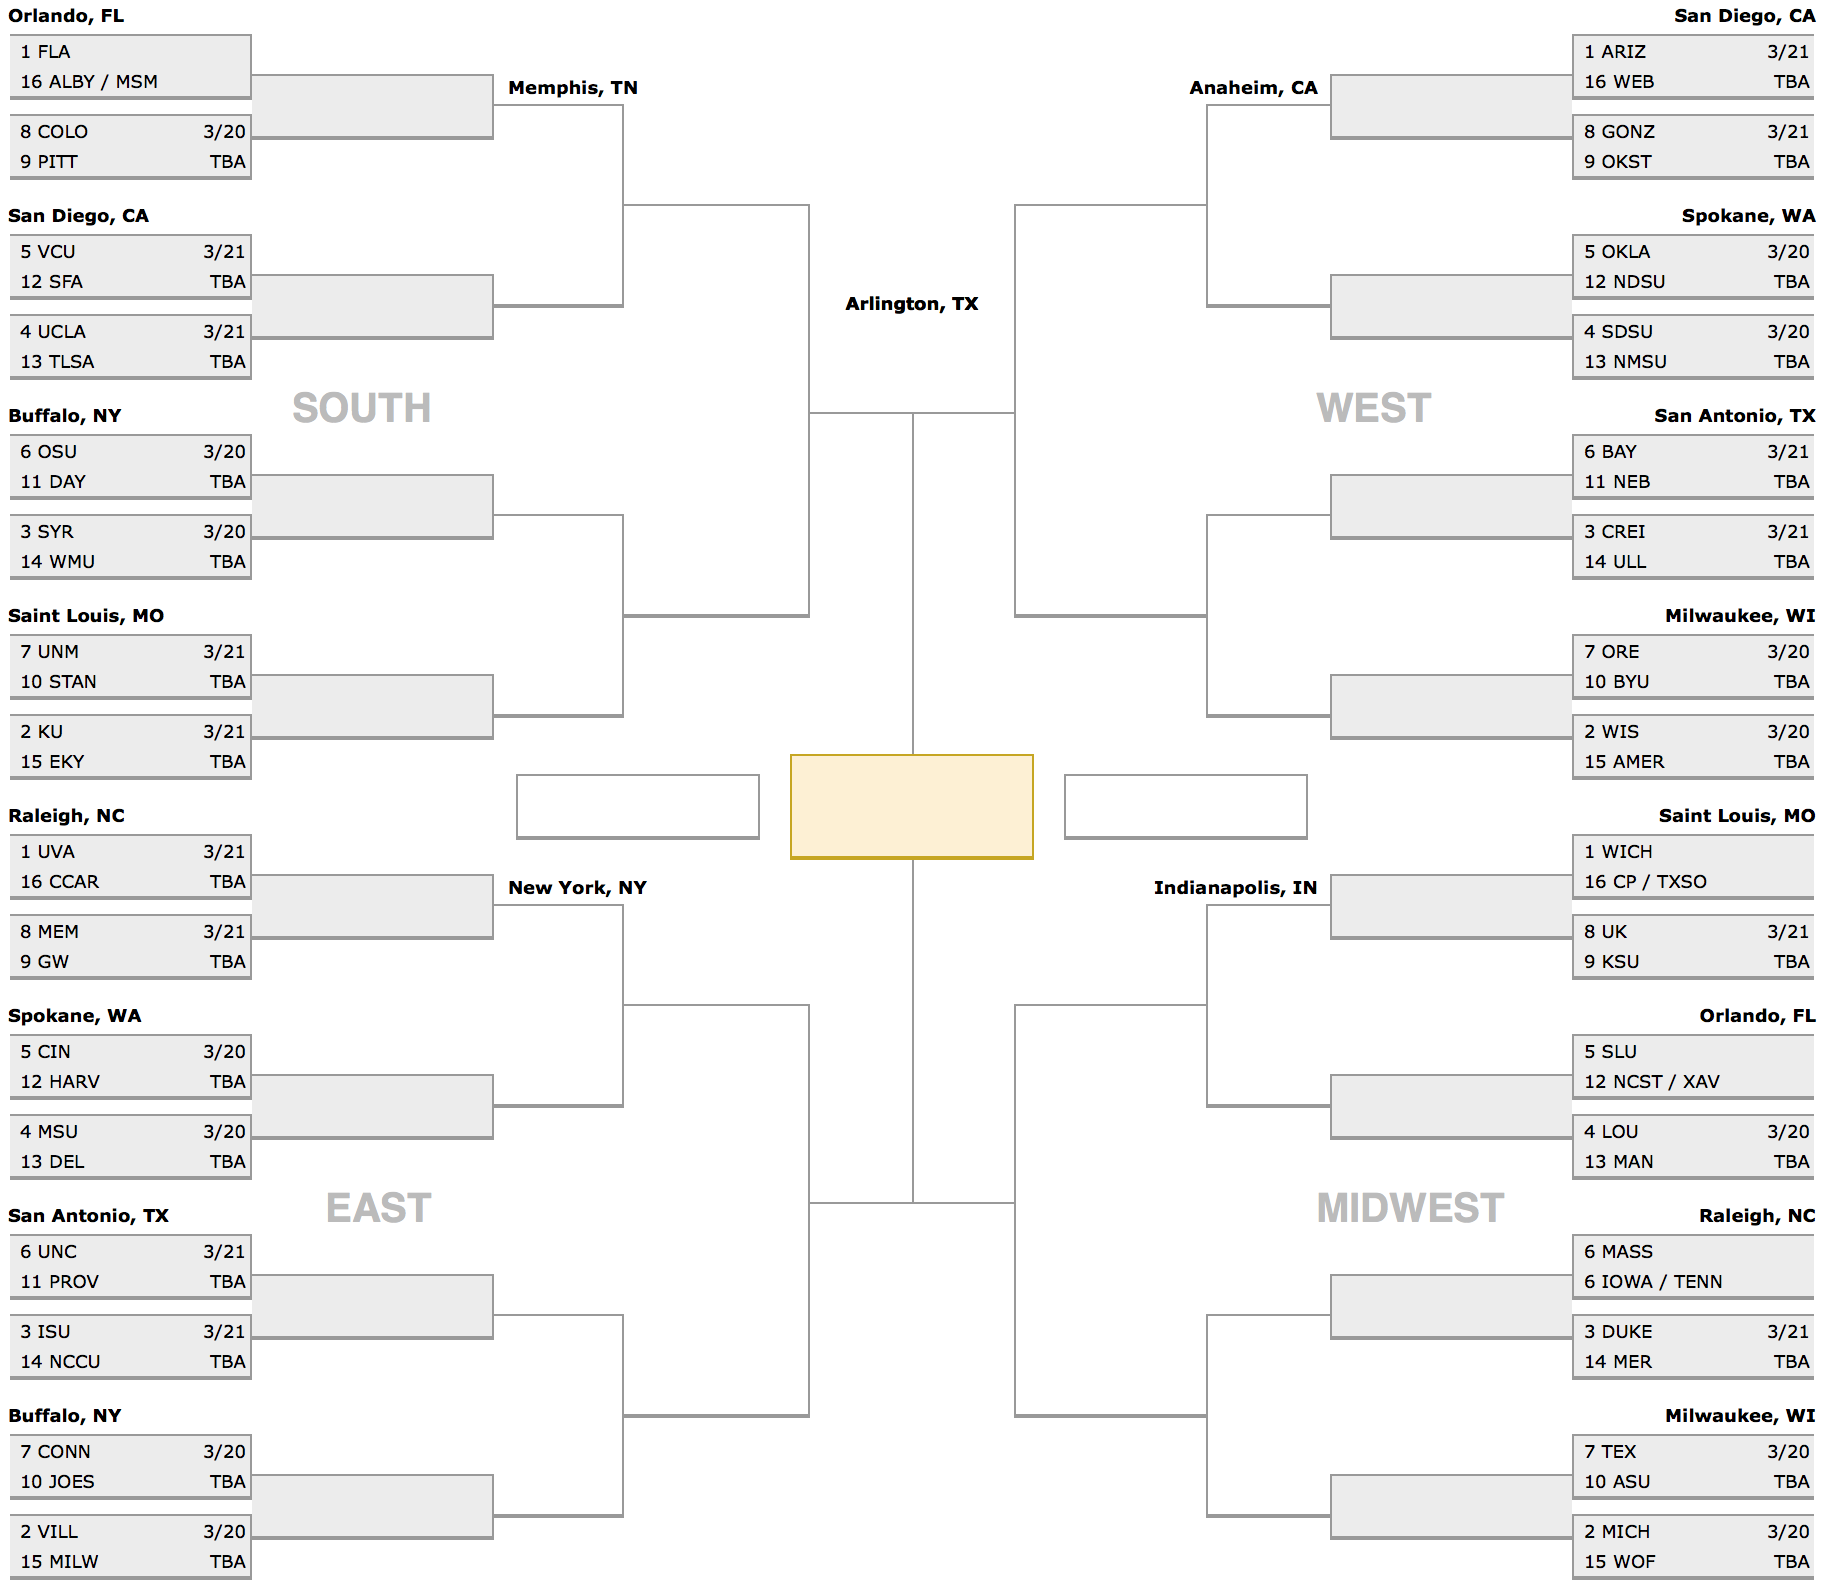 Orlando, FL
1 FLA
16 ALBY / MSM
8 COLO 3/20
9 PITT TBA
San Diego, CA
5 VCU 3/21
12 SFA TBA
4 UCLA 3/21
13 TLSA TBA
Buffalo, NY
6 OSU 3/20
11 DAY TBA
3 SYR 3/20
14 WMU TBA
Saint Louis, MO
7 UNM 3/21
10 STAN TBA
2 KU 3/21
15 EKY TBA
SOUTH
Memphis, TN
Raleigh, NC
1 UVA 3/21
16 CCAR TBA
8 MEM 3/21
9 GW TBA
Spokane, WA
5 CIN 3/20
12 HARV TBA
4 MSU 3/20
13 DEL TBA
San Antonio, TX
6 UNC 3/21
11 PROV TBA
3 ISU 3/21
14 NCCU TBA
Buffalo, NY
7 CONN 3/20
10 JOES TBA
2 VILL 3/20
15 MILW TBA
EAST
New York, NY
Arlington, TX
Anaheim, CA
WEST
San Diego, CA
1 ARIZ 3/21
16 WEB TBA
8 GONZ 3/21
9 OKST TBA
Spokane, WA
5 OKLA 3/20
12 NDSU TBA
4 SDSU 3/20
13 NMSU TBA
San Antonio, TX
6 BAY 3/21
11 NEB TBA
3 CREI 3/21
14 ULL TBA
Milwaukee, WI
7 ORE 3/20
10 BYU TBA
2 WIS 3/20
15 AMER TBA
Indianapolis, IN
MIDWEST
Saint Louis, MO
1 WICH
16 CP / TXSO
8 UK 3/21
9 KSU TBA
Orlando, FL
5 SLU
12 NCST / XAV
4 LOU 3/20
13 MAN TBA
Raleigh, NC
6 MASS
6 IOWA / TENN
3 DUKE 3/21
14 MER TBA
Milwaukee, WI
7 TEX 3/20
10 ASU TBA
2 MICH 3/20
15 WOF TBA